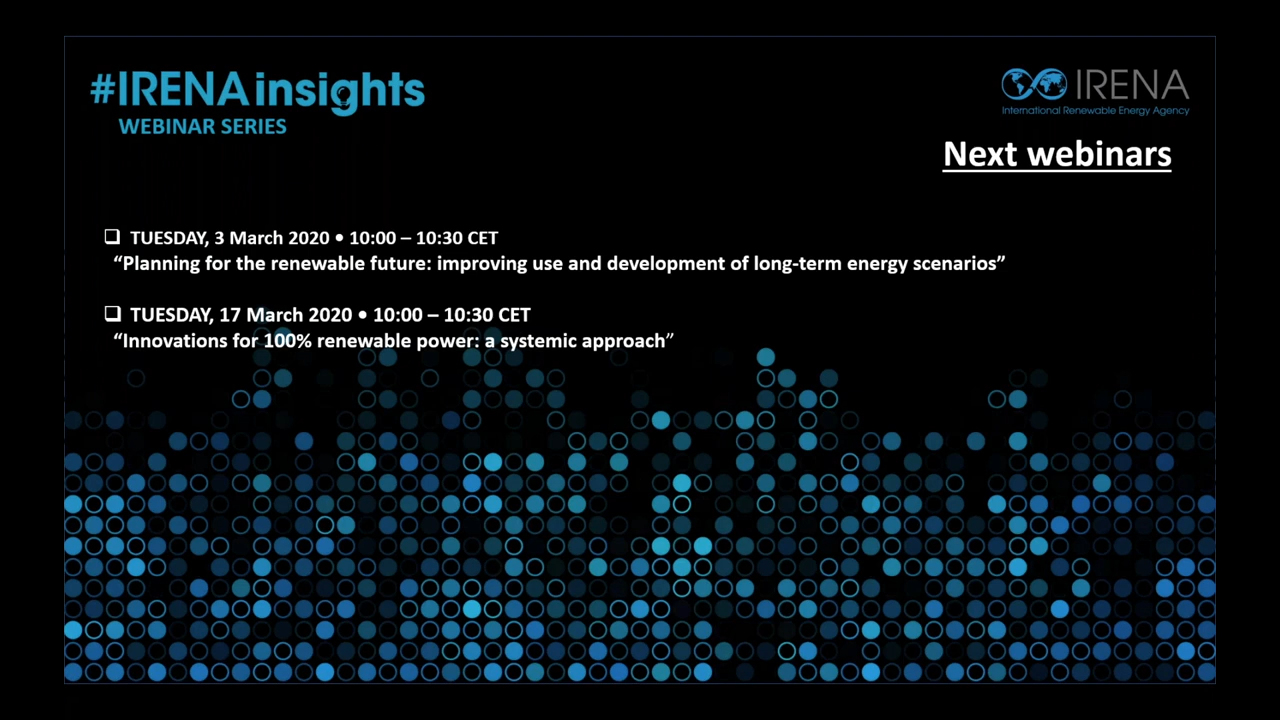 #IRENAinsights
WEBINAR SERIES
IRENA
International Renewable Energy Agency
Next webinars
❑ TUESDAY, 3 March 2020 • 10:00 – 10:30 CET
“Planning for the renewable future: improving use and development of long-term energy scenarios”
❑ TUESDAY, 17 March 2020 • 10:00 – 10:30 CET
“Innovations for 100% renewable power: a systemic approach”